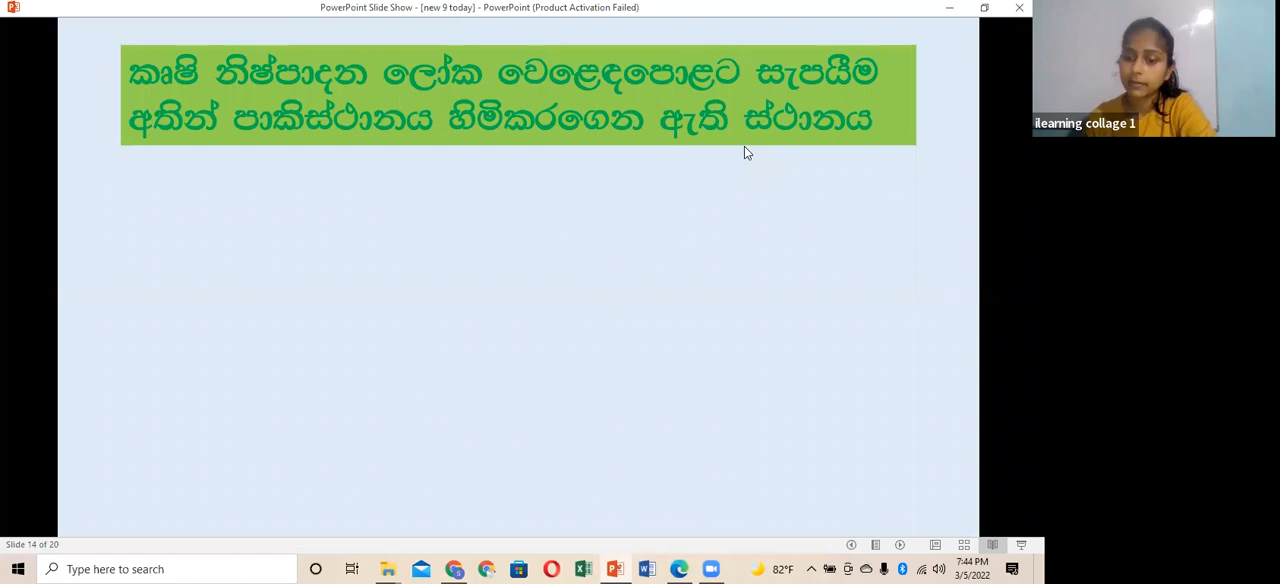 PowerPoint Slide Show - [new 9 today] - PowerPoint (Product Activation Failed)
කෘෂි නිෂ්පාදන ලෝක වෙළෙඳපොළට සැපයීම
අතින් පාකිස්ථානය හිමිකරගෙන ඇති ස්ථානය
ilearning collage 1
Slide 14 of 20
Type here to search
82°F
7:44 PM
3/5/2022